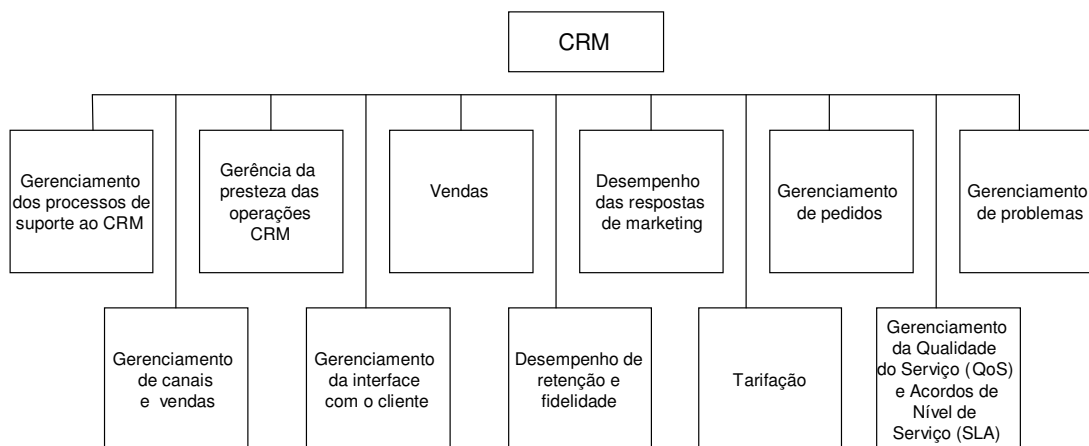 CRM
Gerenciamento
dos processos de
suporte ao CRM
Gerência da
presteza das
operações
CRM
Vendas
Desempenho
das respostas
de marketing
Gerenciamento
de pedidos
Gerenciamento
de problemas
Gerenciamento
de canais
e vendas
Gerenciamento
da interface
com o cliente
Desempenho de
retenção e
fidelidade
Tarifação
Gerenciamento
da Qualidade
do Serviço (QoS)
e Acordos de
Nível de
Serviço (SLA)